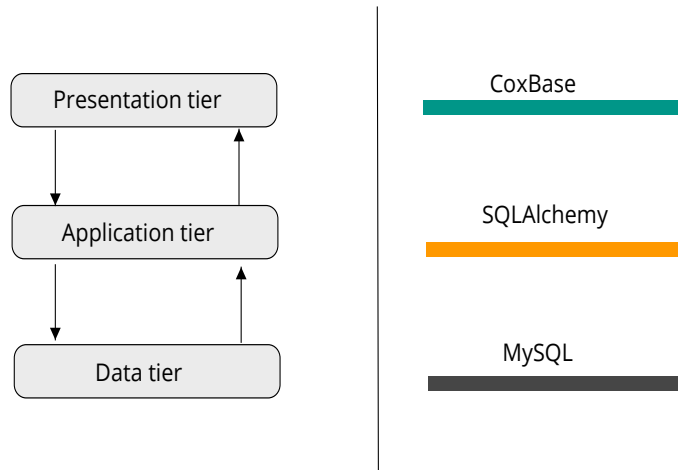 Presentation tier
Application tier
Data tier
CoxBase
SQLAlchemy
MySQL